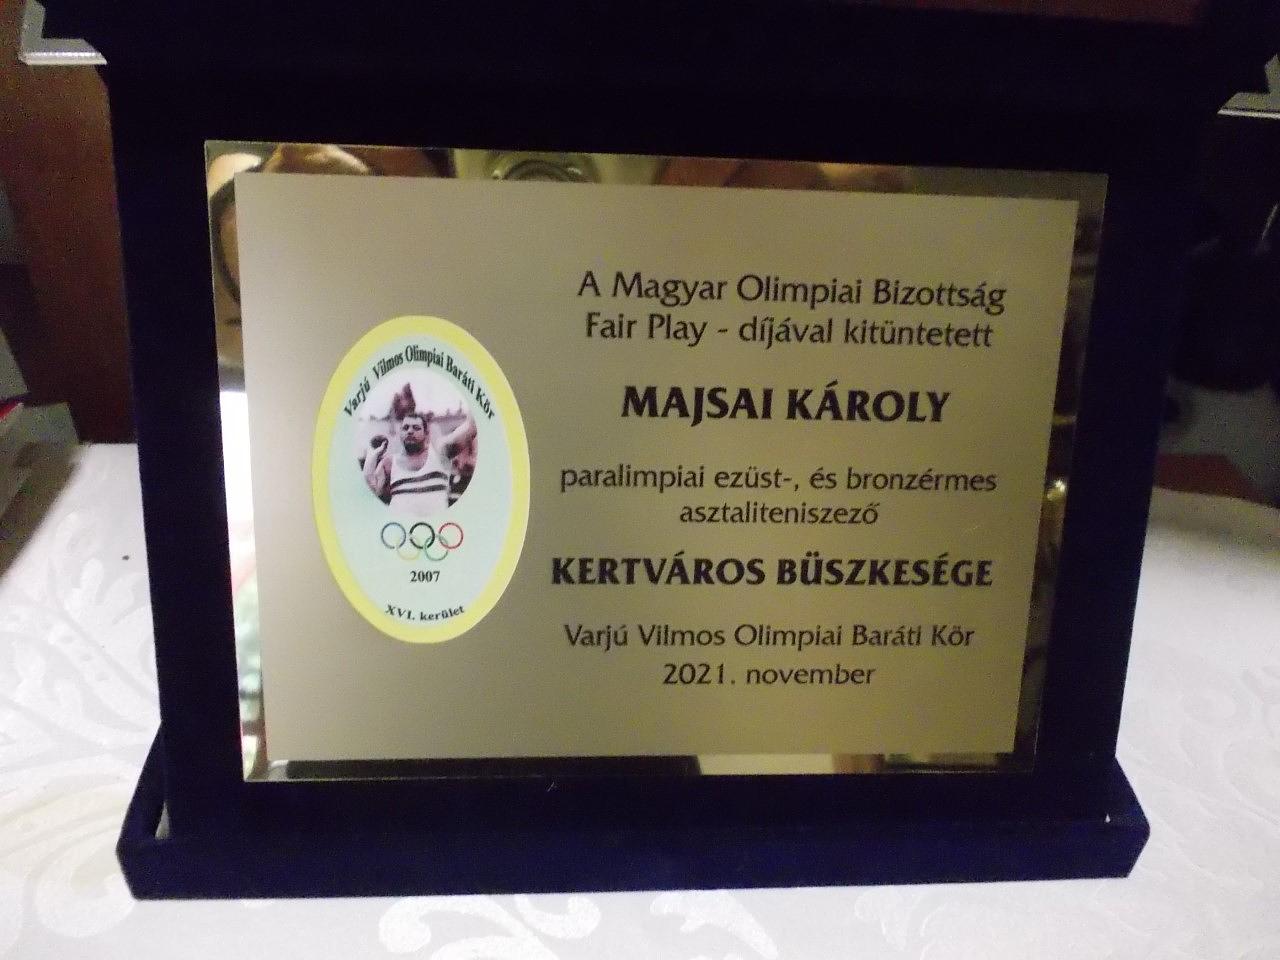 A Magyar Olimpiai Bizottság
Fair Play - díjával kitüntetett
MAJSAI KÁROLY
paralimpiai ezüst-, és bronzérmes
asztaliteniszező
KERTVÁROS BÜSZKESÉGE
Varjú Vilmos Olimpiai Baráti Kör
2021. november
Varjú Vilmos Olimpiai Baráti Kör
2007
XVI. kerület